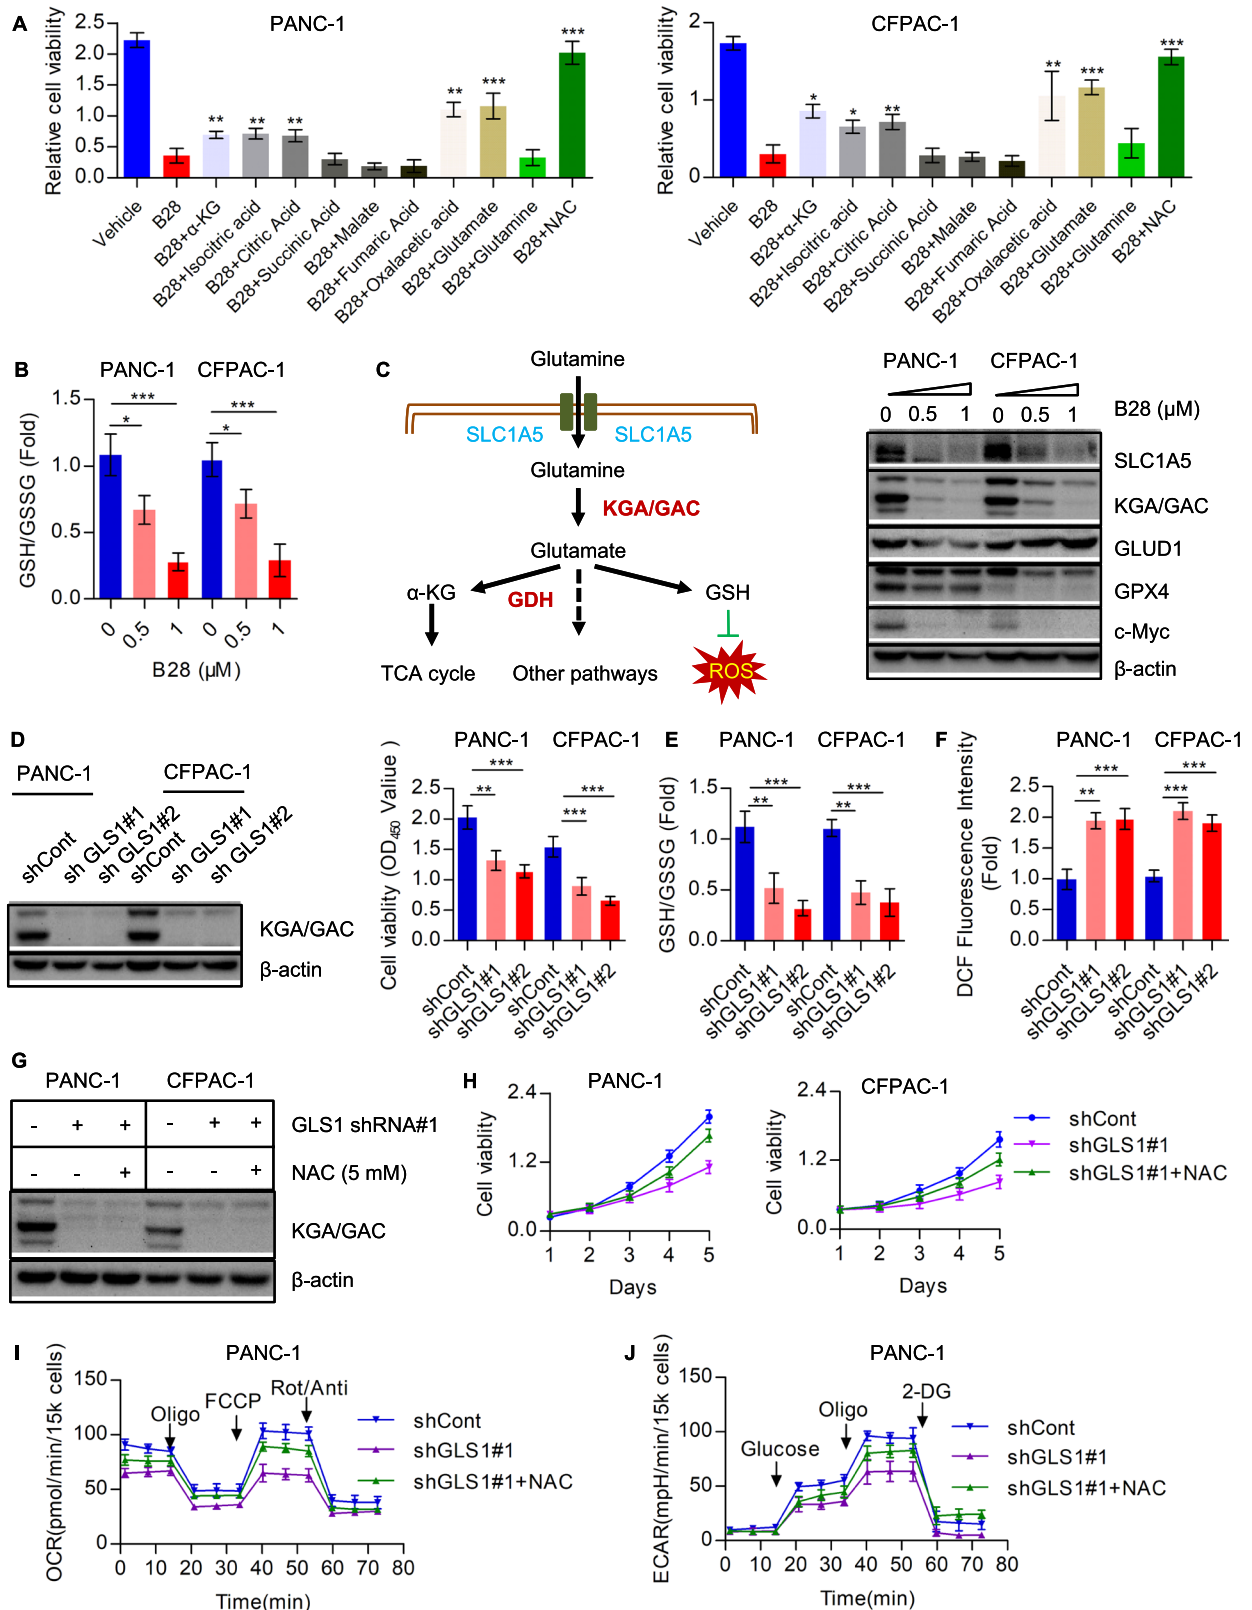 A
PANC-1
Relative cell viability
2.5
2.0
1.5
1.0
0.5
0.0
** ** ** ** *** ***
Vehicle
B28
B28+α-KG
B28+Isocitric acid
B28+Citric Acid
B28+Succinic Acid
B28+Malate
B28+Fumaric Acid
B28+Oxalacetic acid
B28+Glutamate
B28+Glutamine
B28+NAC
CFPAC-1
Relative cell viability
2
1
0
* * ** ** *** ***
Vehicle
B28
B28+α-KG
B28+Isocitric acid
B28+Citric Acid
B28+Succinic Acid
B28+Malate
B28+Fumaric Acid
B28+Oxalacetic acid
B28+Glutamate
B28+Glutamine
B28+NAC
B
PANC-1 CFPAC-1
GSH/GSSG (Fold)
1.5
1.0
0.5
0.0
*** ***
* *
0 0.5 1 0 0.5 1
B28 (μM)
C
Glutamine
SLC1A5 SLC1A5
Glutamine
KGA/GAC
Glutamate
α-KG GDH GSH
TCA cycle Other pathways ROS
PANC-1 CFPAC-1
0 0.5 1 0 0.5 1 B28 (μM)
SLC1A5
KGA/GAC
GLUD1
GPX4
c-Myc
β-actin
D
PANC-1 CFPAC-1
shCont
sh GLS1#1
sh GLS1#2
shCont
sh GLS1#1
sh GLS1#2
KGA/GAC
β-actin
PANC-1 CFPAC-1
Cell viability (OD450 Valiue )
2.5
2.0
1.5
1.0
0.5
0.0
*** ***
** ***
shCont
shGLS1#1
shGLS1#2
shCont
shGLS1#1
shGLS1#2
E
PANC-1 CFPAC-1
GSH/GSSG (Fold)
1.5
1.0
0.5
0.0
*** ***
** **
shCont
shGLS1#1
shGLS1#2
shCont
shGLS1#1
shGLS1#2
F
PANC-1 CFPAC-1
DCF Fluorescence Intensity
(Fold)
2.5
2.0
1.5
1.0
0.5
0.0
*** ***
** ***
shCont
shGLS1#1
shGLS1#2
shCont
shGLS1#1
shGLS1#2
G
PANC-1 CFPAC-1
- + + - + + GLS1 shRNA#1
- - + - - + NAC (5 mM)
KGA/GAC
β-actin
H
PANC-1
Cell viablity
2.4
1.2
0.0
1 2 3 4 5
Days
CFPAC-1
Cell viablity
2.4
1.2
0.0
1 2 3 4 5
Days
shCont
shGLS1#1
shGLS1#1+NAC
I
PANC-1
OCR(pmol/min/15k cells)
150
100
50
0
Oligo
FCCP
Rot/Anti
0 10 20 30 40 50 60 70 80
Time(min)
shCont
shGLS1#1
shGLS1#1+NAC
J
PANC-1
ECAR(mpH/min/15k cells)
150
100
50
0
Glucose
Oligo
2-DG
0 10 20 30 40 50 60 70 80
Time(min)
shCont
shGLS1#1
shGLS1#1+NAC